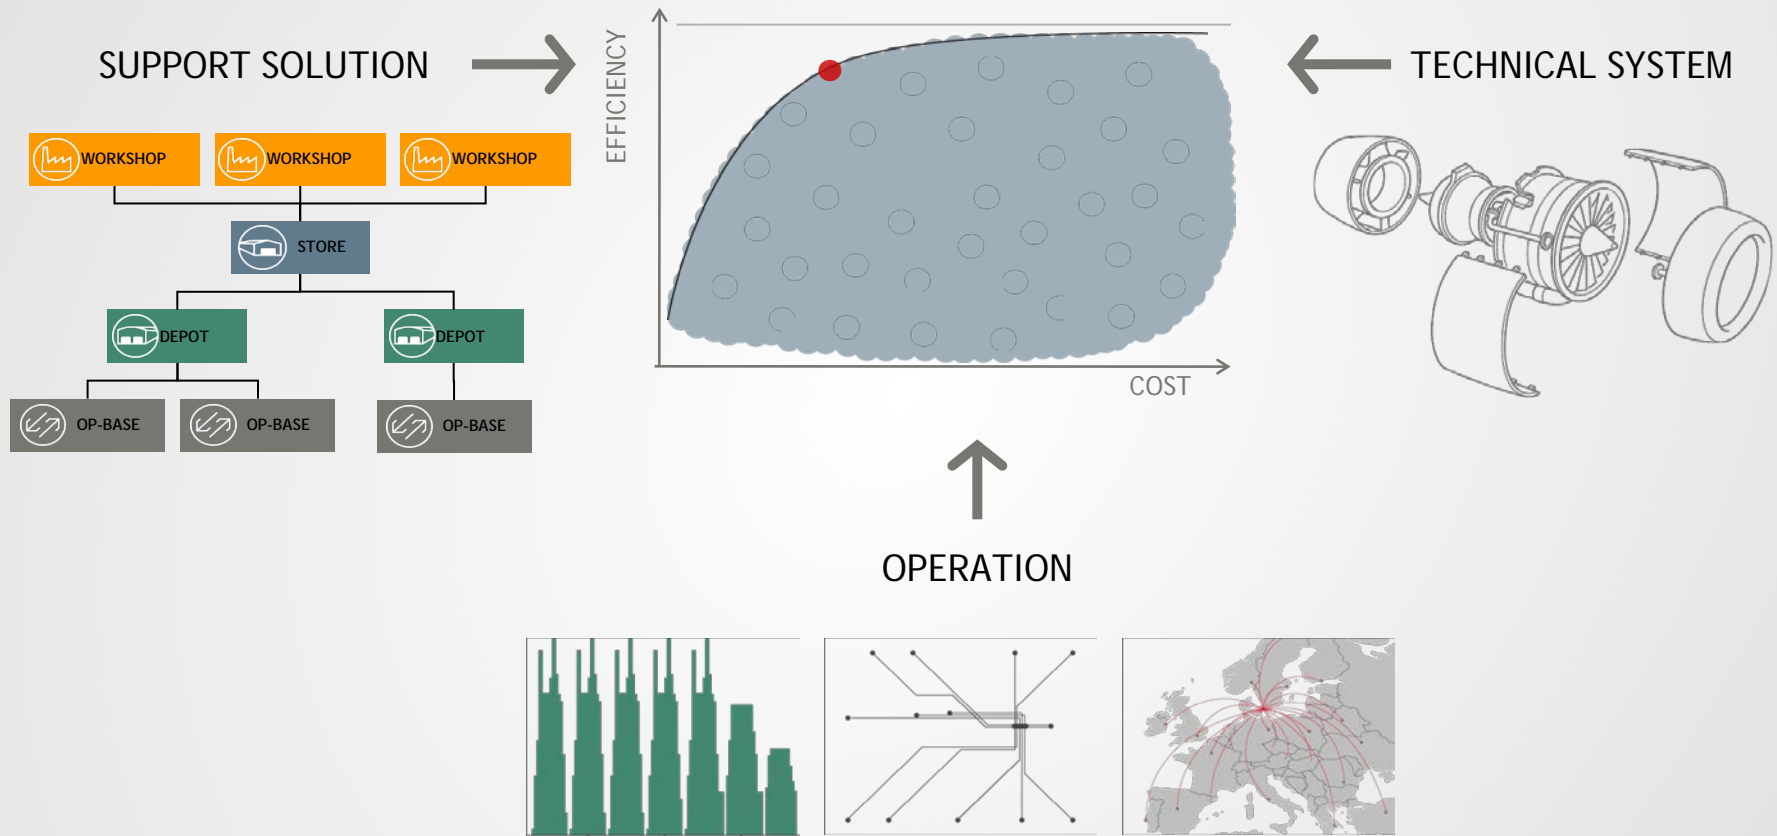 SUPPORT SOLUTION
EFFICIENCY
TECHNICAL SYSTEM
WORKSHOP
WORKSHOP
WORKSHOP
STORE
DEPOT
DEPOT
COST
OP-BASE
OP-BASE
OP-BASE
OPERATION